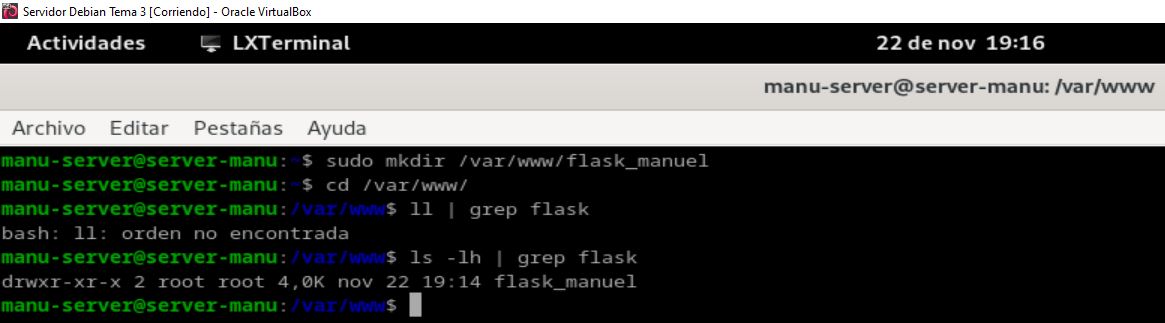 Servidor Debian Tema 3 [Corriendo] - Oracle VirtualBox
Actividades LXTerminal 22 de nov 19:16
manu-server@server-manu: /var/www
Archivo Editar Pestañas Ayuda
manu-server@server-manu:~$ sudo mkdir /var/www/flask_manuel
manu-server@server-manu:~$ cd /var/www/
manu-server@server-manu:/var/www$ ll | grep flask
bash: ll: orden no encontrada
manu-server@server-manu:/var/www$ ls -lh | grep flask
drwxr-xr-x 2 root root 4,0K nov 22 19:14 flask_manuel
manu-server@server-manu:/var/www$